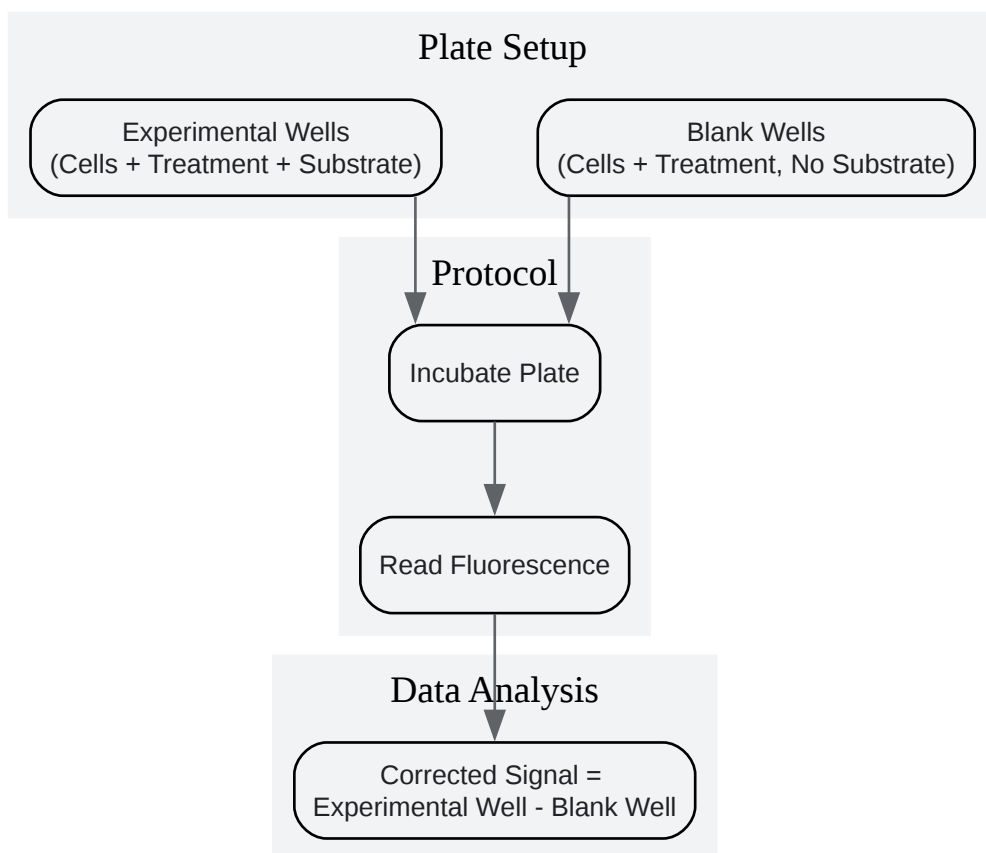 Plate Setup
Experimental Wells
(Cells + Treatment + Substrate)
Blank Wells
(Cells + Treatment, No Substrate)
Protocol
Incubate Plate
Read Fluorescence
Data Analysis
Corrected Signal =
Experimental Well - Blank Well